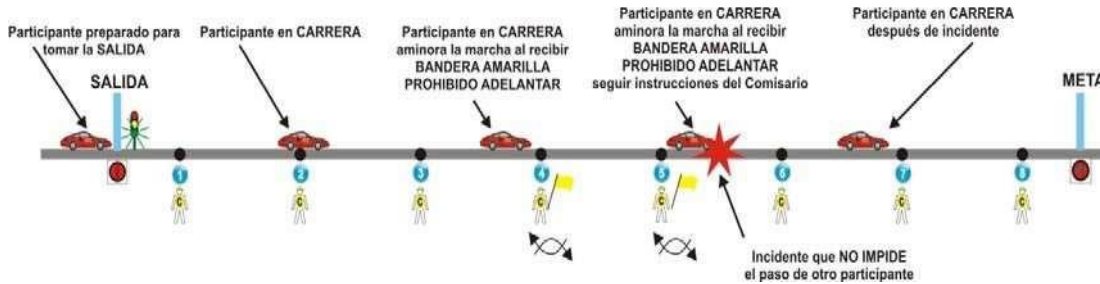 Participante preparado para
tomar la SALIDA
Participante en CARRERA
Participante en CARRERA
aminora la marcha al recibir
BANDERA AMARILLA
PROHIBIDO ADELANTAR
Participante en CARRERA
aminora la marcha al recibir
BANDERA AMARILLA
PROHIBIDO ADELANTAR
seguir instrucciones del Comisario
Participante en CARRERA
después de incidente
SALIDA
META
1
2
3
4
5
6
7
8
C
C
C
C
C
C
C
C
Incidente que NO IMPIDE
el paso de otro participante